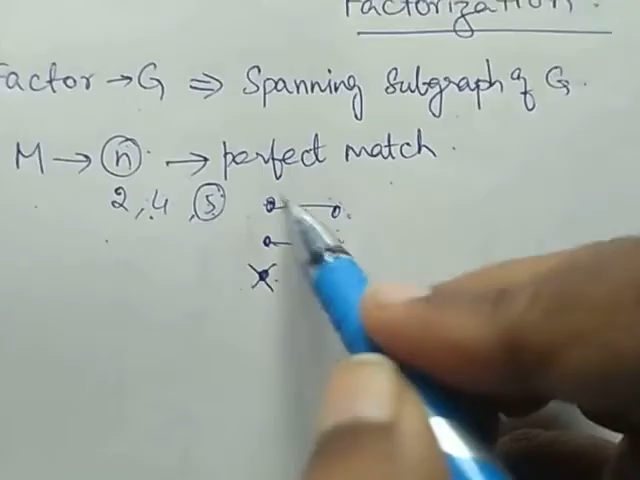 Factorization.
Factor → G ⇒ Spanning Subgraph of G.
M → n → perfect match.
2, 4, 5